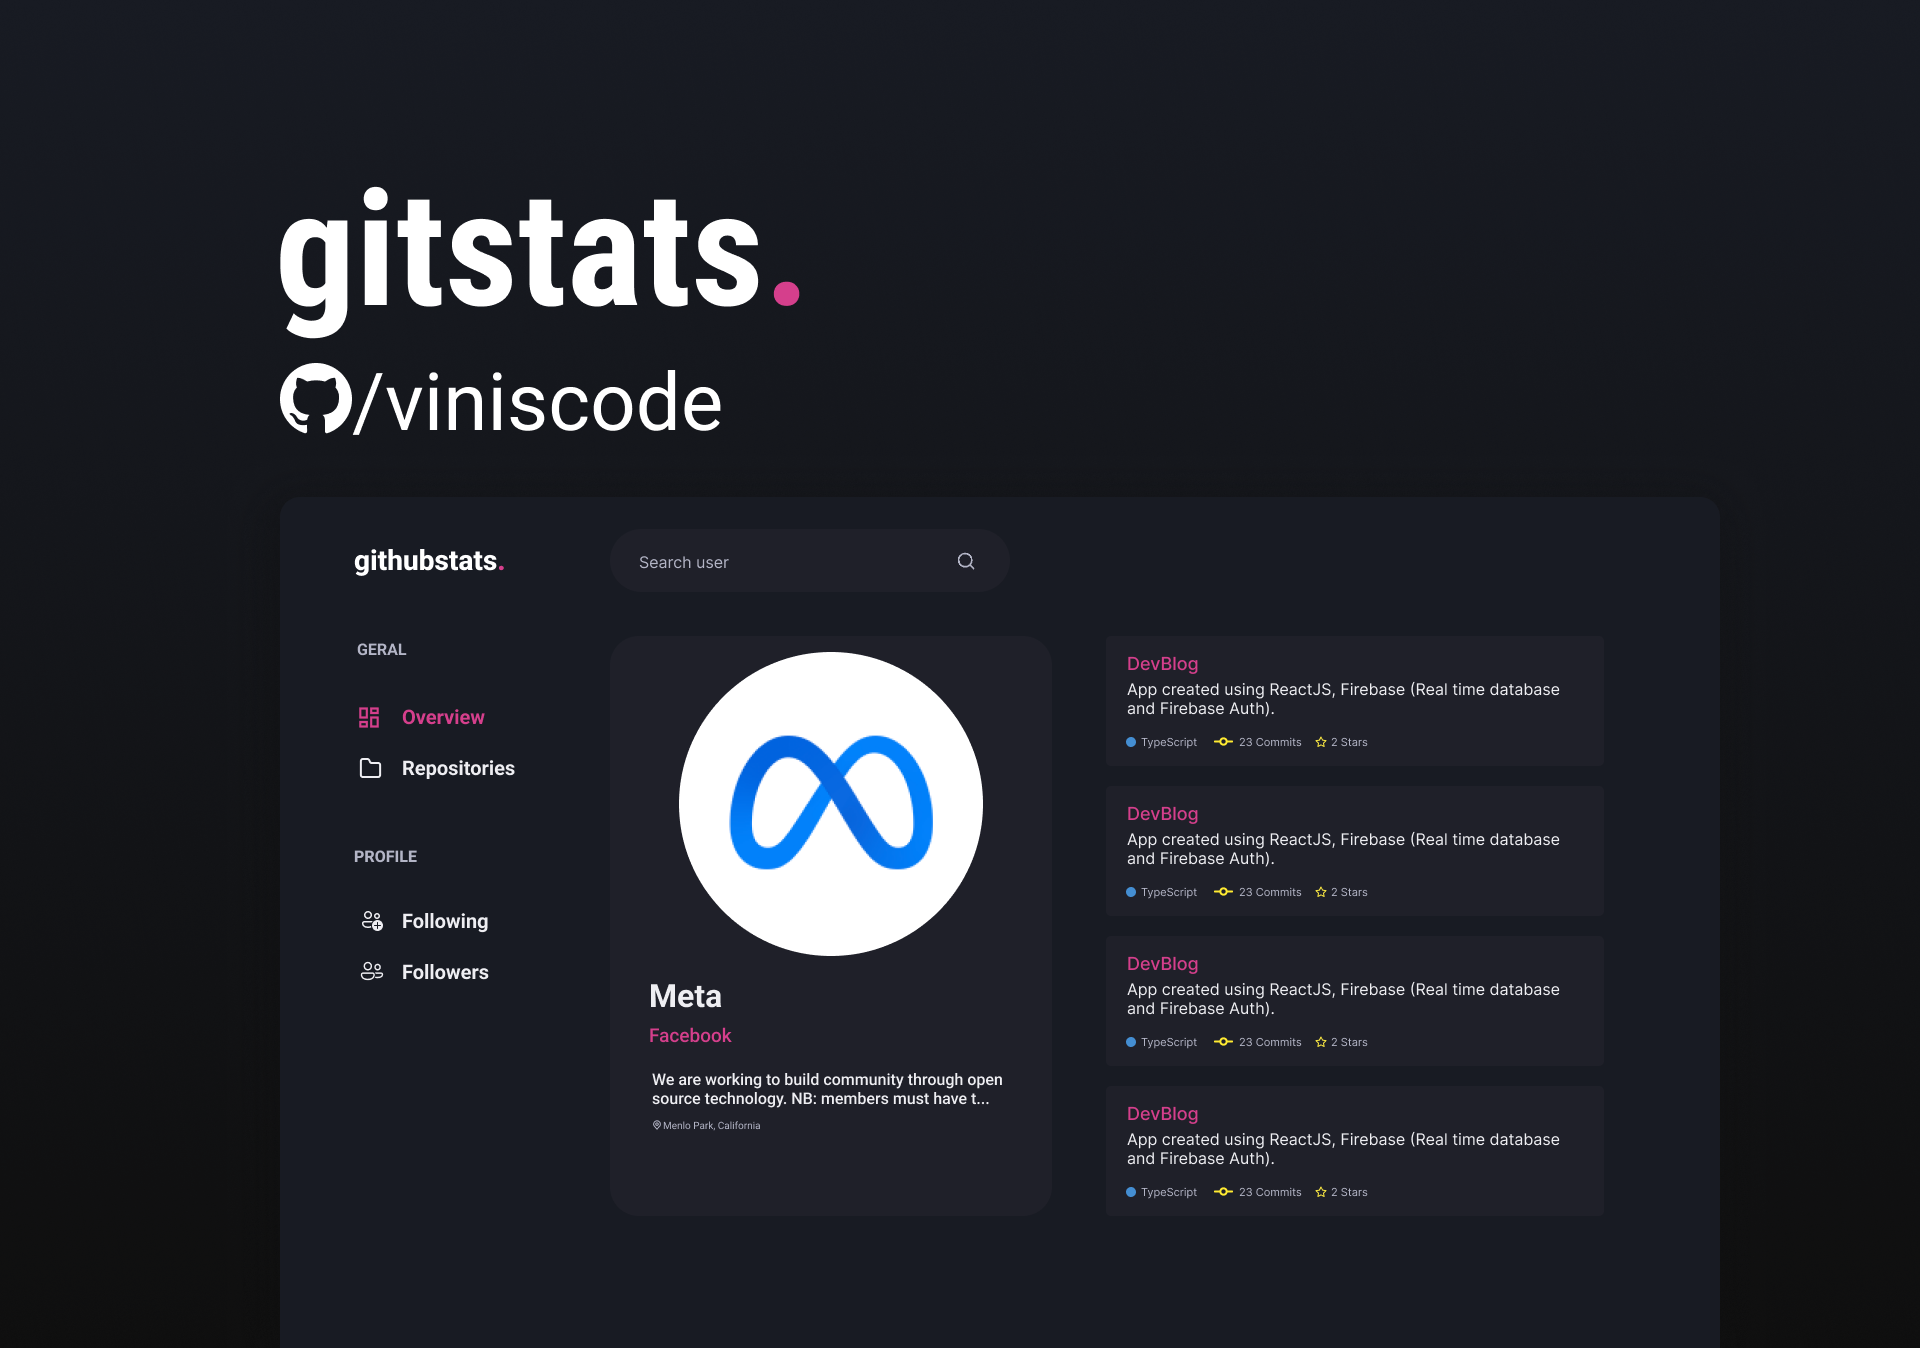 gitstats.
/viniscode
githubstats.
Search user
GERAL
Overview
Repositories
PROFILE
Following
Followers
Meta
Facebook
We are working to build community through open
source technology. NB: members must have t...
Menlo Park, California
DevBlog
App created using ReactJS, Firebase (Real time database
and Firebase Auth).
TypeScript 23 Commits 2 Stars
DevBlog
App created using ReactJS, Firebase (Real time database
and Firebase Auth).
TypeScript 23 Commits 2 Stars
DevBlog
App created using ReactJS, Firebase (Real time database
and Firebase Auth).
TypeScript 23 Commits 2 Stars
DevBlog
App created using ReactJS, Firebase (Real time database
and Firebase Auth).
TypeScript 23 Commits 2 Stars